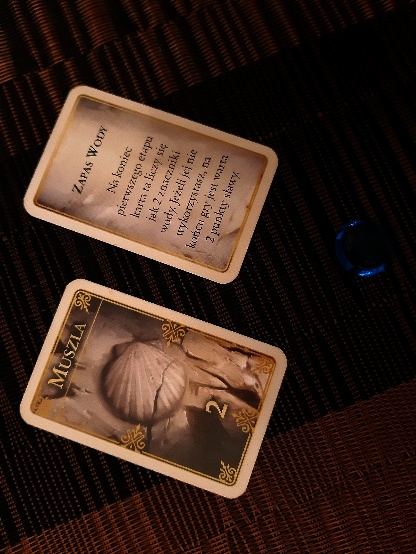 Zapas Wody
Na koniec
pierwszego etapu
karta ta liczy się
jak 2 znaczniki
wody. Jeżeli jej nie
wykorzystasz, na
koniec gry jest warta
2 punkty sławy.
Muszla
2